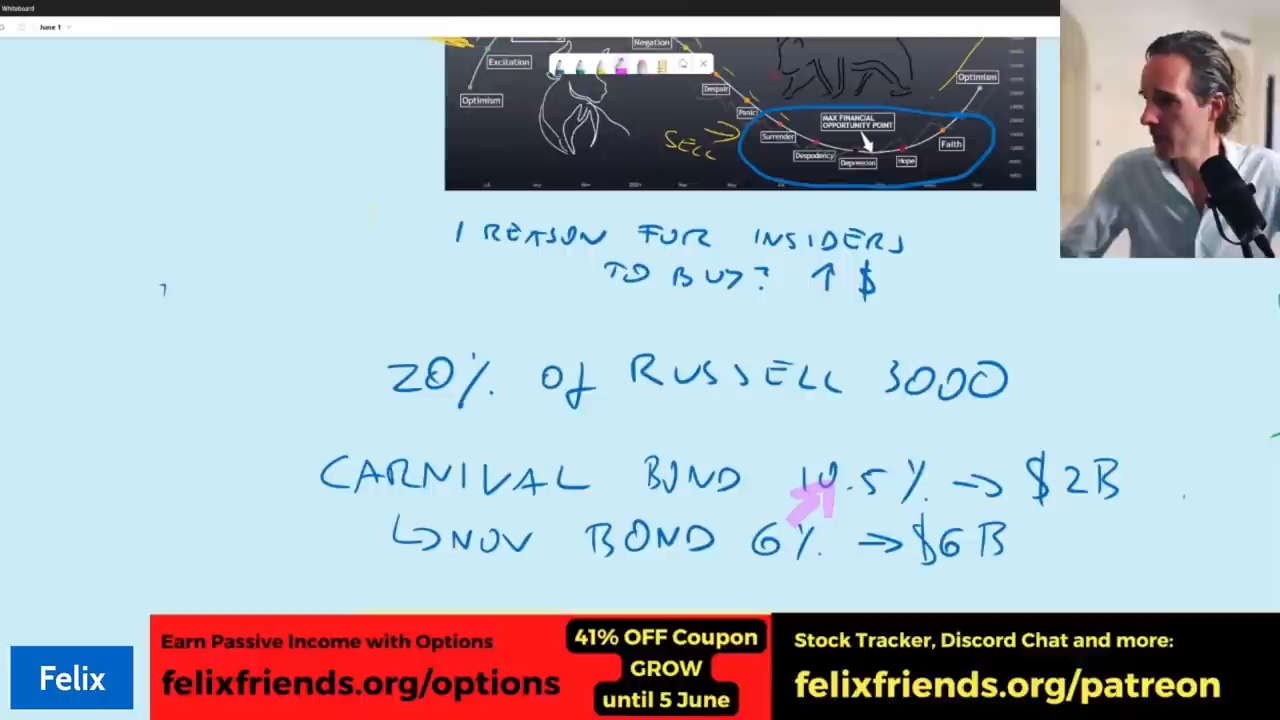 Whiteboard
June 1
Negation
Excitation
Optimism
Despair
Optimism
Panic
MAX FINANCIAL
OPPORTUNITY POINT
SELL
Surrender
Faith
Despodency
Depression
Hope
1 REASON FOR INSIDERS
TO BUY? ↑ $
20% of RUSSELL 3000
CARNIVAL BOND 10.5% → $2B
↳ NOV BOND 6% → $6B
Earn Passive Income with Options
felixfriends.org/options
41% OFF Coupon
GROW
until 5 June
Stock Tracker, Discord Chat and more:
felixfriends.org/patreon
Felix